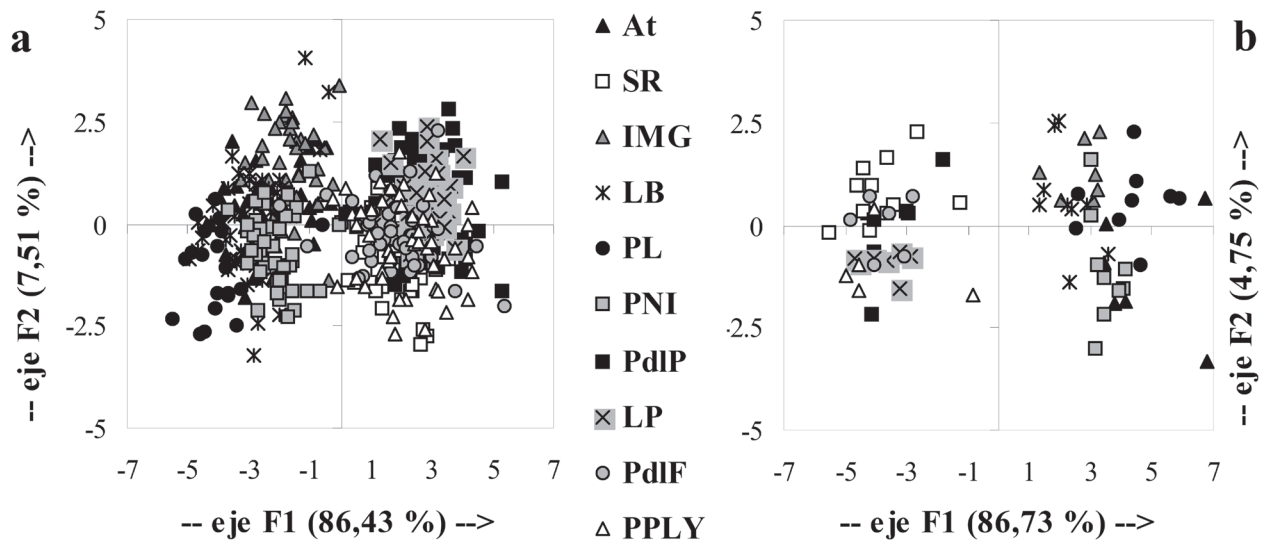 a
5
2.5
0
-2.5
-5
-7
-5
-3
-1
1
3
5
7
-- eje F1 (86,43 %) -->
-- eje F2 (7,51 %) -->
At
SR
IMG
LB
PL
PNI
PdlP
LP
PdlF
PPLY
b
5
2.5
0
-2.5
-5
-7
-5
-3
-1
1
3
5
7
-- eje F1 (86,73 %) -->
-- eje F2 (4,75 %) -->